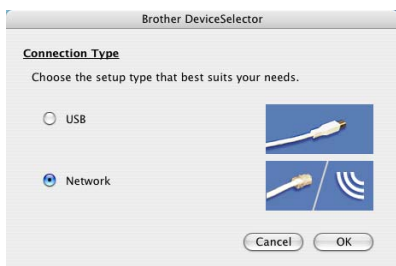 Brother DeviceSelector
Connection Type
Choose the setup type that best suits your needs.
USB
Network
Cancel OK